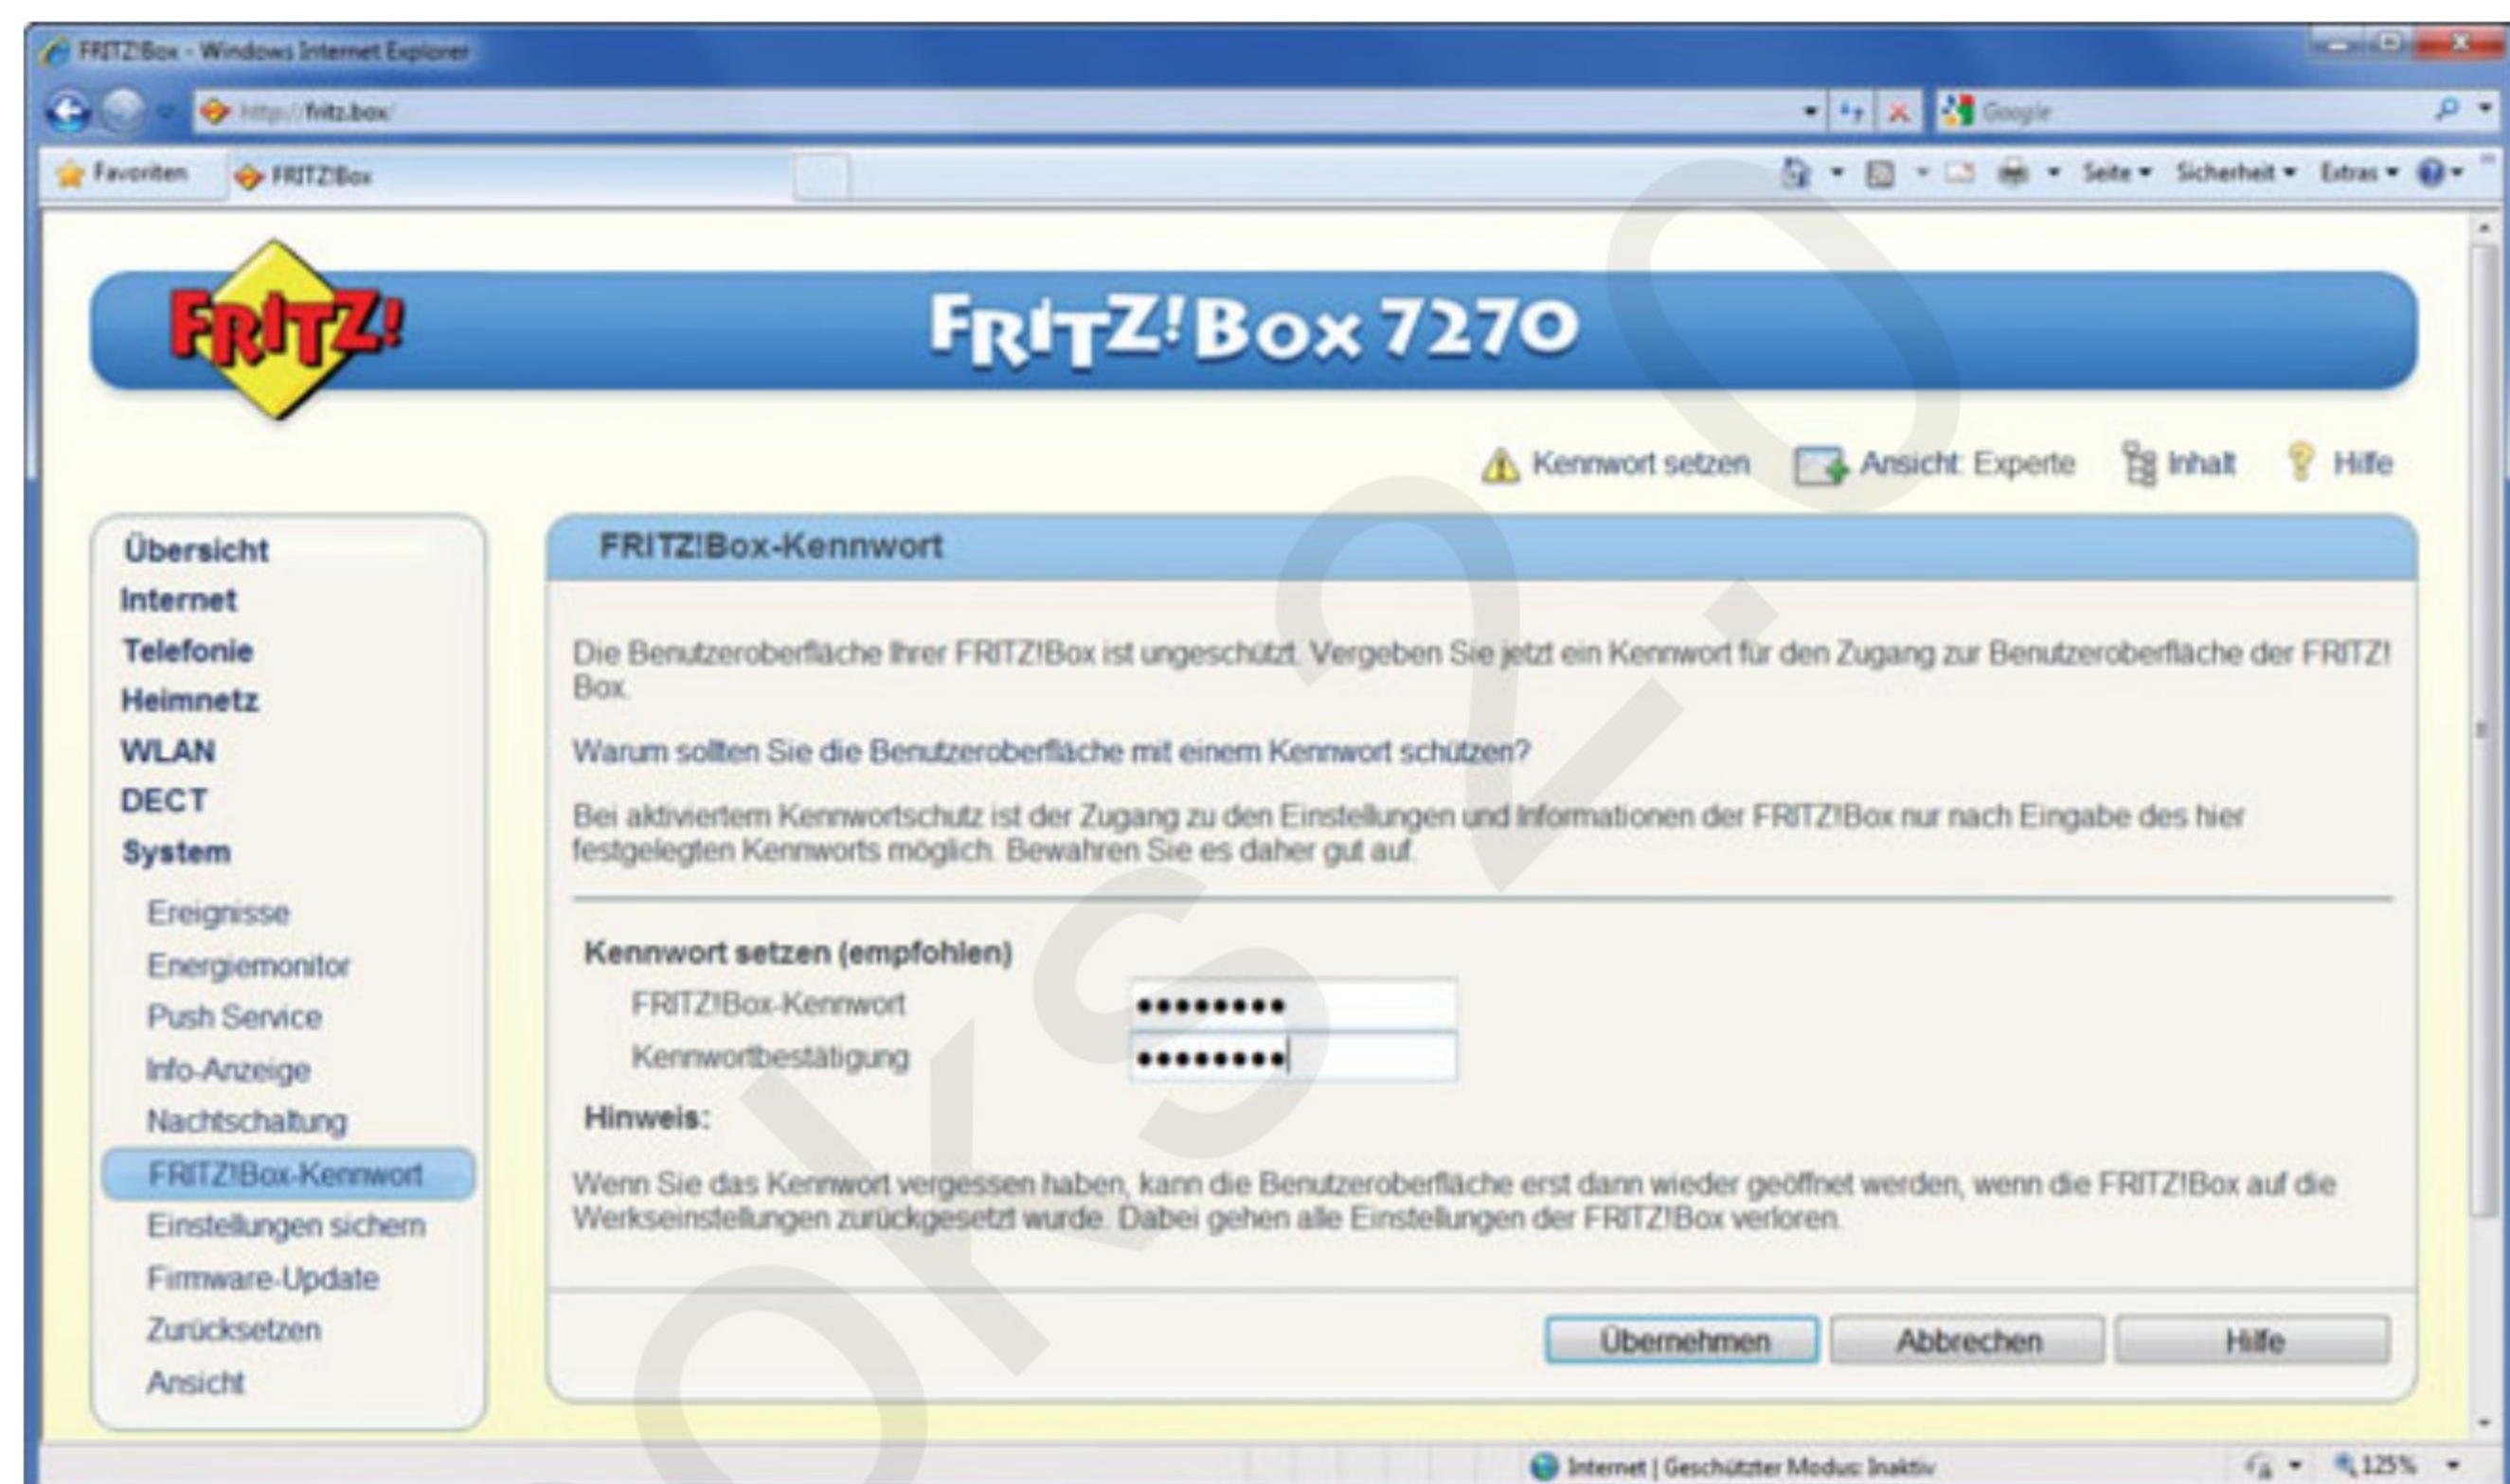 FRITZ!Box - Windows Internet Explorer
http://fritz.box/
Google
Favoriten
FRITZ!Box
Seite
Sicherheit
Extras
FRITZ!
FRITZ!Box 7270
Kennwort setzen
Ansicht: Experte
Inhalt
Hilfe
Übersicht
Internet
Telefonie
Heimnetz
WLAN
DECT
System
Ereignisse
Energiemonitor
Push Service
Info-Anzeige
Nachtschaltung
FRITZ!Box-Kennwort
Einstellungen sichern
Firmware-Update
Zurücksetzen
Ansicht
FRITZ!Box-Kennwort
Die Benutzeroberfläche Ihrer FRITZ!Box ist ungeschützt. Vergeben Sie jetzt ein Kennwort für den Zugang zur Benutzeroberfläche der FRITZ!
Box.
Warum sollten Sie die Benutzeroberfläche mit einem Kennwort schützen?
Bei aktiviertem Kennwortschutz ist der Zugang zu den Einstellungen und Informationen der FRITZ!Box nur nach Eingabe des hier
festgelegten Kennworts möglich. Bewahren Sie es daher gut auf.
Kennwort setzen (empfohlen)
FRITZ!Box-Kennwort ●●●●●●●●
Kennwortbestätigung ●●●●●●●●
Hinweis:
Wenn Sie das Kennwort vergessen haben, kann die Benutzeroberfläche erst dann wieder geöffnet werden, wenn die FRITZ!Box auf die
Werkseinstellungen zurückgesetzt wurde. Dabei gehen alle Einstellungen der FRITZ!Box verloren.
Übernehmen
Abbrechen
Hilfe
Internet | Geschützter Modus: Inaktiv
125%
oks 2.0